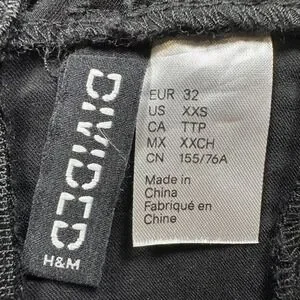 DIVIDED
H&M
EUR 32
US XXS
CA TTP
MX XXCH
CN 155/76A
Made in
China
Fabriqué en
Chine